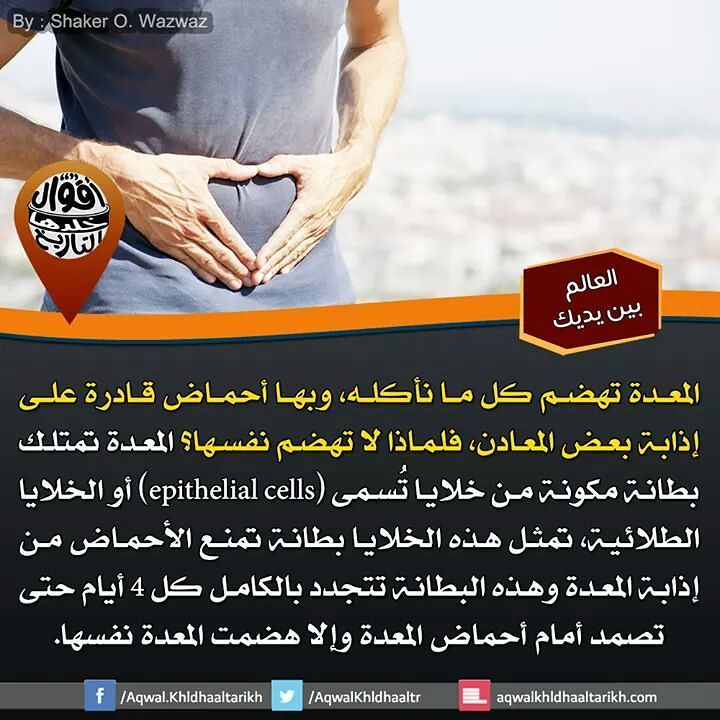 By : Shaker O. Wazwaz
أقوال
خلدها
التاريخ
العالم
بين يديك
المعدة تهضم كل ما نأكله، وبها أحماض قادرة على
إذابة بعض المعادن، فلماذا لا تهضم نفسها؟ المعدة تمتلك
بطانة مكونة من خلايا تُسمى (epithelial cells) أو الخلايا
الطلائية، تمثل هذه الخلايا بطانة تمنع الأحماض من
إذابة المعدة وهذه البطانة تتجدد بالكامل كل 4 أيام حتى
تصمد أمام أحماض المعدة وإلا هضمت المعدة نفسها.
/Aqwal.Khldhaaltarikh /AqwalKhldhaaltr aqwalkhldhaaltarikh.com